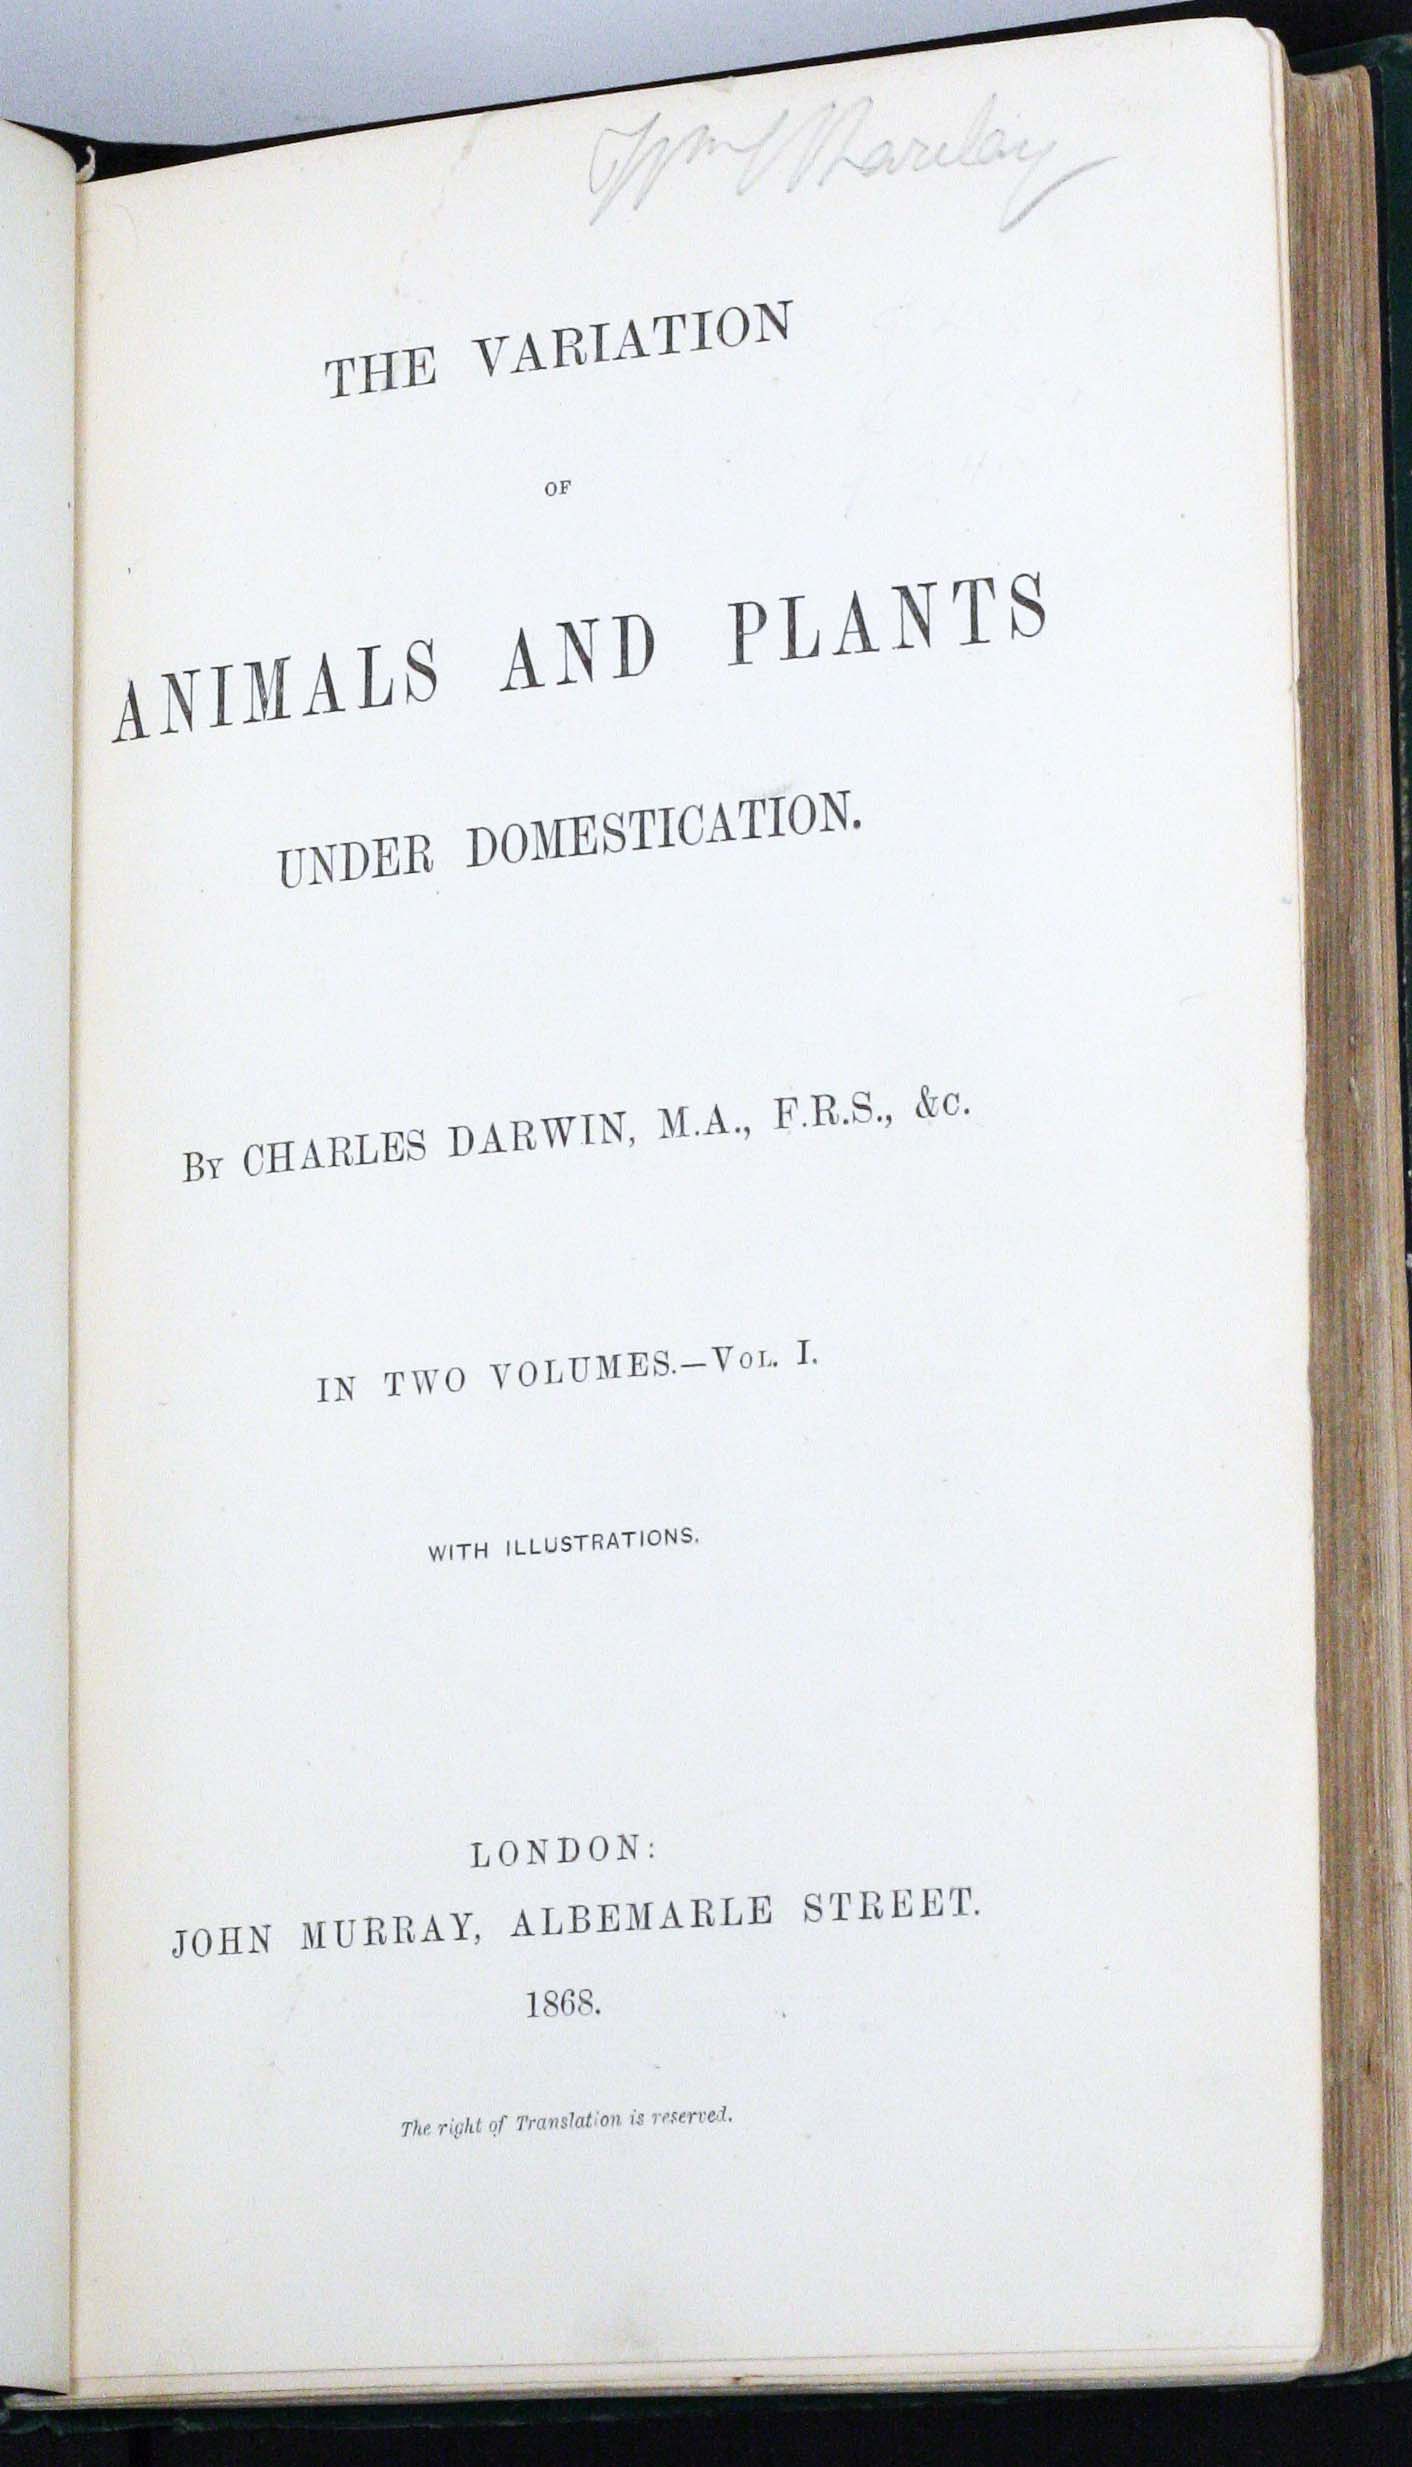 Barclay
THE VARIATION
OF
ANIMALS AND PLANTS
UNDER DOMESTICATION.
BY CHARLES DARWIN, M.A., F.R.S., &c.
IN TWO VOLUMES.—VOL. I.
WITH ILLUSTRATIONS.
LONDON:
JOHN MURRAY, ALBEMARLE STREET.
1868.
The right of Translation is reserved.